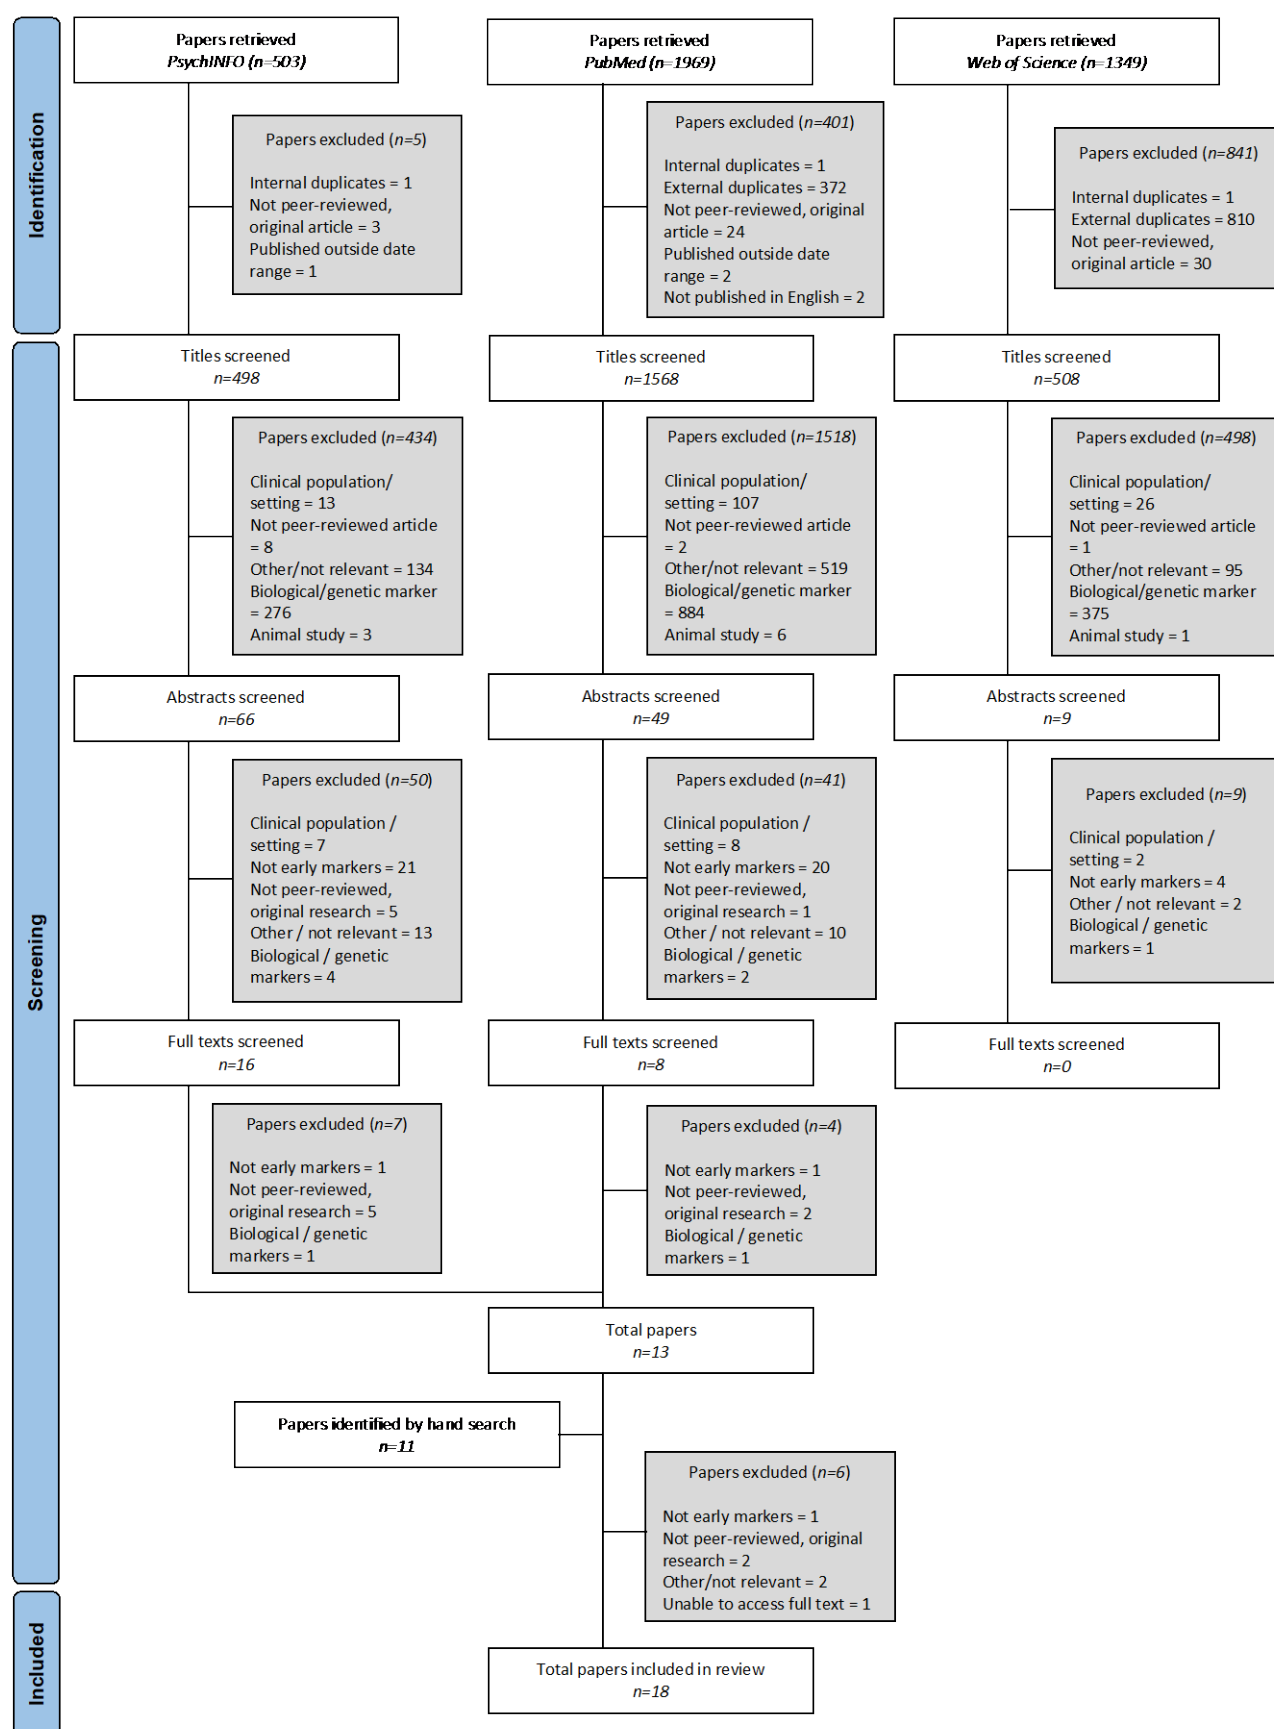 Identification
Papers retrieved
PsychINFO (n=503)
Papers retrieved
PubMed (n=1969)
Papers retrieved
Web of Science (n=1349)
Papers excluded (n=5)
Internal duplicates = 1
Not peer-reviewed,
original article = 3
Published outside date
range = 1
Papers excluded (n=401)
Internal duplicates = 1
External duplicates = 372
Not peer-reviewed, original
article = 24
Published outside date
range = 2
Not published in English = 2
Papers excluded (n=841)
Internal duplicates = 1
External duplicates = 810
Not peer-reviewed,
original article = 30
Screening
Titles screened
n=498
Titles screened
n=1568
Titles screened
n=508
Papers excluded (n=434)
Clinical population/
setting = 13
Not peer-reviewed article
= 8
Other/not relevant = 134
Biological/genetic marker
= 276
Animal study = 3
Papers excluded (n=1518)
Clinical population/
setting = 107
Not peer-reviewed article
= 2
Other/not relevant = 519
Biological/genetic marker
= 884
Animal study = 6
Papers excluded (n=498)
Clinical population/
setting = 26
Not peer-reviewed article
= 1
Other/not relevant = 95
Biological/genetic marker
= 375
Animal study = 1
Abstracts screened
n=66
Abstracts screened
n=49
Abstracts screened
n=9
Papers excluded (n=50)
Clinical population /
setting = 7
Not early markers = 21
Not peer-reviewed,
original research = 5
Other / not relevant = 13
Biological / genetic
markers = 4
Papers excluded (n=41)
Clinical population /
setting = 8
Not early markers = 20
Not peer-reviewed,
original research = 1
Other / not relevant = 10
Biological / genetic
markers = 2
Papers excluded (n=9)
Clinical population /
setting = 2
Not early markers = 4
Other / not relevant = 2
Biological / genetic
markers = 1
Full texts screened
n=16
Full texts screened
n=8
Full texts screened
n=0
Papers excluded (n=7)
Not early markers = 1
Not peer-reviewed,
original research = 5
Biological / genetic
markers = 1
Papers excluded (n=4)
Not early markers = 1
Not peer-reviewed,
original research = 2
Biological / genetic
markers = 1
Total papers
n=13
Papers identified by hand search
n=11
Papers excluded (n=6)
Not early markers = 1
Not peer-reviewed, original
research = 2
Other/not relevant = 2
Unable to access full text = 1
Included
Total papers included in review
n=18